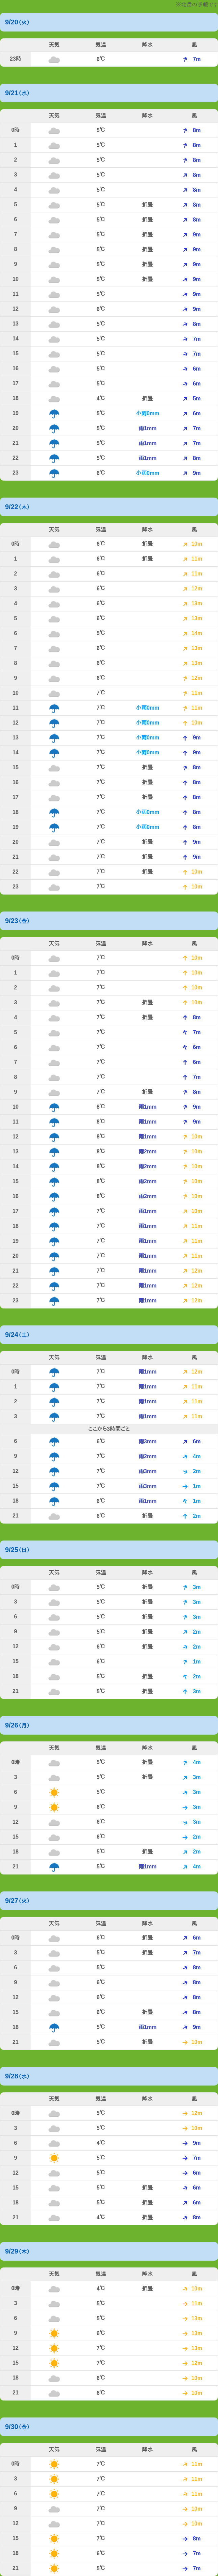 9/20(火)
天気 気温 降水 風
23時 6℃ 7m
9/21(水)
天気 気温 降水 風
0時 5℃ 8m
1 5℃ 8m
2 5℃ 8m
3 5℃ 8m
4 5℃ 8m
5 5℃ 折畳 8m
6 5℃ 折畳 8m
7 5℃ 折畳 9m
8 5℃ 折畳 9m
9 5℃ 折畳 9m
10 5℃ 折畳 9m
11 5℃ 9m
12 6℃ 9m
13 5℃ 8m
14 5℃ 7m
15 5℃ 7m
16 5℃ 6m
17 5℃ 6m
18 4℃ 折畳 5m
19 5℃ 小雨0mm 6m
20 5℃ 雨1mm 7m
21 5℃ 雨1mm 7m
22 5℃ 雨1mm 8m
23 6℃ 小雨0mm 9m
9/22(木)
天気 気温 降水 風
0時 6℃ 折畳 10m
1 6℃ 折畳 11m
2 6℃ 11m
3 6℃ 12m
4 6℃ 13m
5 6℃ 13m
6 5℃ 14m
7 6℃ 13m
8 6℃ 13m
9 6℃ 12m
10 7℃ 11m
11 7℃ 小雨0mm 11m
12 7℃ 小雨0mm 10m
13 7℃ 小雨0mm 9m
14 7℃ 小雨0mm 9m
15 7℃ 折畳 8m
16 7℃ 折畳 8m
17 7℃ 折畳 8m
18 7℃ 小雨0mm 8m
19 7℃ 小雨0mm 8m
20 7℃ 折畳 9m
21 7℃ 折畳 9m
22 7℃ 折畳 10m
23 7℃ 10m
9/23(金)
天気 気温 降水 風
0時 7℃ 10m
1 7℃ 10m
2 7℃ 10m
3 7℃ 折畳 10m
4 7℃ 折畳 8m
5 7℃ 7m
6 7℃ 6m
7 7℃ 6m
8 7℃ 7m
9 7℃ 折畳 8m
10 8℃ 雨1mm 9m
11 8℃ 雨1mm 9m
12 8℃ 雨1mm 10m
13 8℃ 雨2mm 10m
14 8℃ 雨2mm 10m
15 8℃ 雨2mm 10m
16 8℃ 雨2mm 10m
17 7℃ 雨1mm 10m
18 7℃ 雨1mm 11m
19 7℃ 雨1mm 11m
20 7℃ 雨1mm 11m
21 7℃ 雨1mm 12m
22 7℃ 雨1mm 12m
23 7℃ 雨1mm 12m
9/24(土)
天気 気温 降水 風
0時 7℃ 雨1mm 12m
1 7℃ 雨1mm 11m
2 7℃ 雨1mm 11m
3 7℃ 雨1mm 11m
ここから3時間ごと
6 6℃ 雨3mm 6m
9 7℃ 雨2mm 4m
12 7℃ 雨3mm 2m
15 7℃ 雨3mm 1m
18 6℃ 雨1mm 1m
21 6℃ 折畳 2m
9/25(日)
天気 気温 降水 風
0時 5℃ 折畳 3m
3 5℃ 折畳 3m
6 5℃ 折畳 3m
9 5℃ 折畳 2m
12 6℃ 折畳 2m
15 6℃ 1m
18 5℃ 折畳 2m
21 5℃ 折畳 3m
9/26(月)
天気 気温 降水 風
0時 5℃ 折畳 4m
3 5℃ 折畳 3m
6 5℃ 3m
9 6℃ 3m
12 6℃ 3m
15 6℃ 2m
18 5℃ 折畳 2m
21 5℃ 雨1mm 4m
9/27(火)
天気 気温 降水 風
0時 6℃ 折畳 6m
3 5℃ 折畳 7m
6 5℃ 8m
9 6℃ 8m
12 6℃ 8m
15 6℃ 折畳 8m
18 5℃ 雨1mm 9m
21 5℃ 折畳 10m
9/28(水)
天気 気温 降水 風
0時 5℃ 12m
3 5℃ 10m
6 4℃ 9m
9 5℃ 7m
12 5℃ 6m
15 5℃ 折畳 6m
18 5℃ 折畳 6m
21 4℃ 折畳 8m
9/29(木)
天気 気温 降水 風
0時 4℃ 折畳 10m
3 5℃ 11m
6 5℃ 13m
9 6℃ 13m
12 7℃ 13m
15 7℃ 12m
18 6℃ 10m
21 6℃ 10m
9/30(金)
天気 気温 降水 風
0時 7℃ 11m
3 7℃ 11m
6 7℃ 11m
9 7℃ 10m
12 7℃ 10m
15 7℃ 8m
18 6℃ 7m
21 5℃ 7m